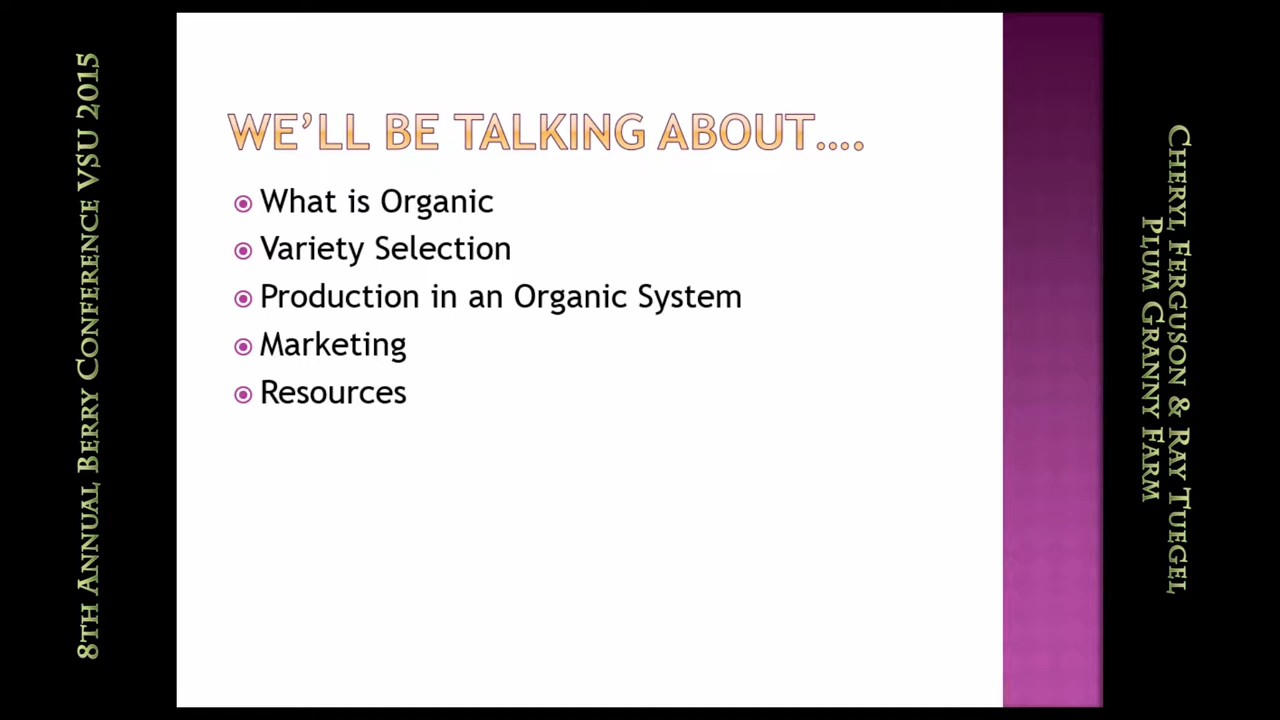 8th Annual Berry Conference VSU 2015
WE'LL BE TALKING ABOUT....
What is Organic
Variety Selection
Production in an Organic System
Marketing
Resources
Cheryl Ferguson & Ray Tuegel
Plum Granny Farm